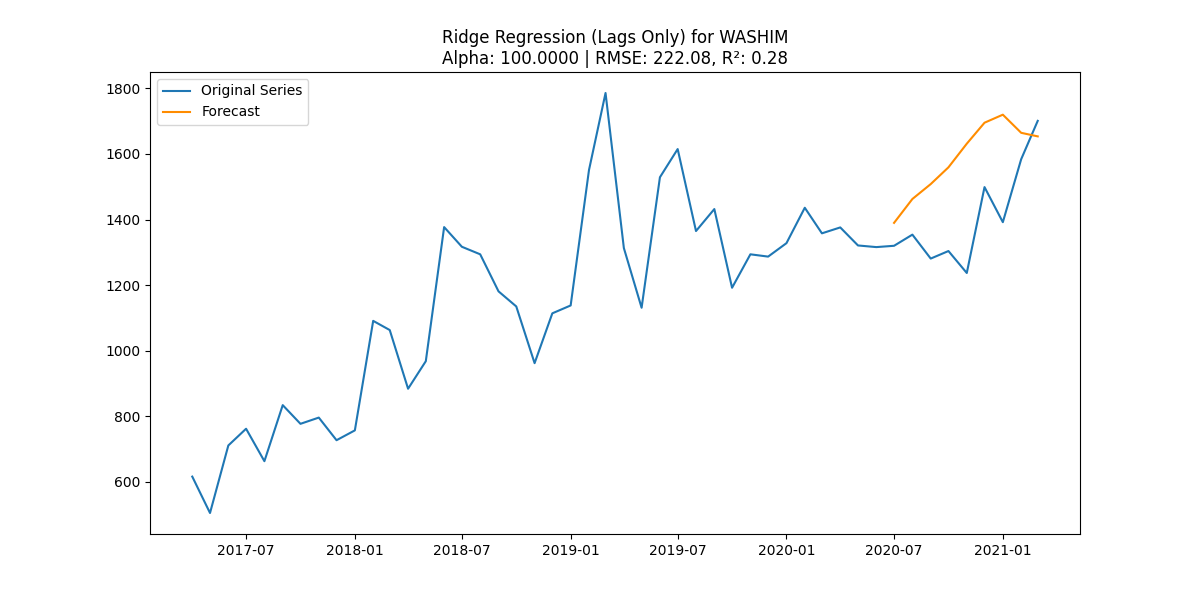 Ridge Regression (Lags Only) for WASHIM
Alpha: 100.0000 | RMSE: 222.08, R²: 0.28
Original Series
Forecast
1800
1600
1400
1200
1000
800
600
2017-07 2018-01 2018-07 2019-01 2019-07 2020-01 2020-07 2021-01